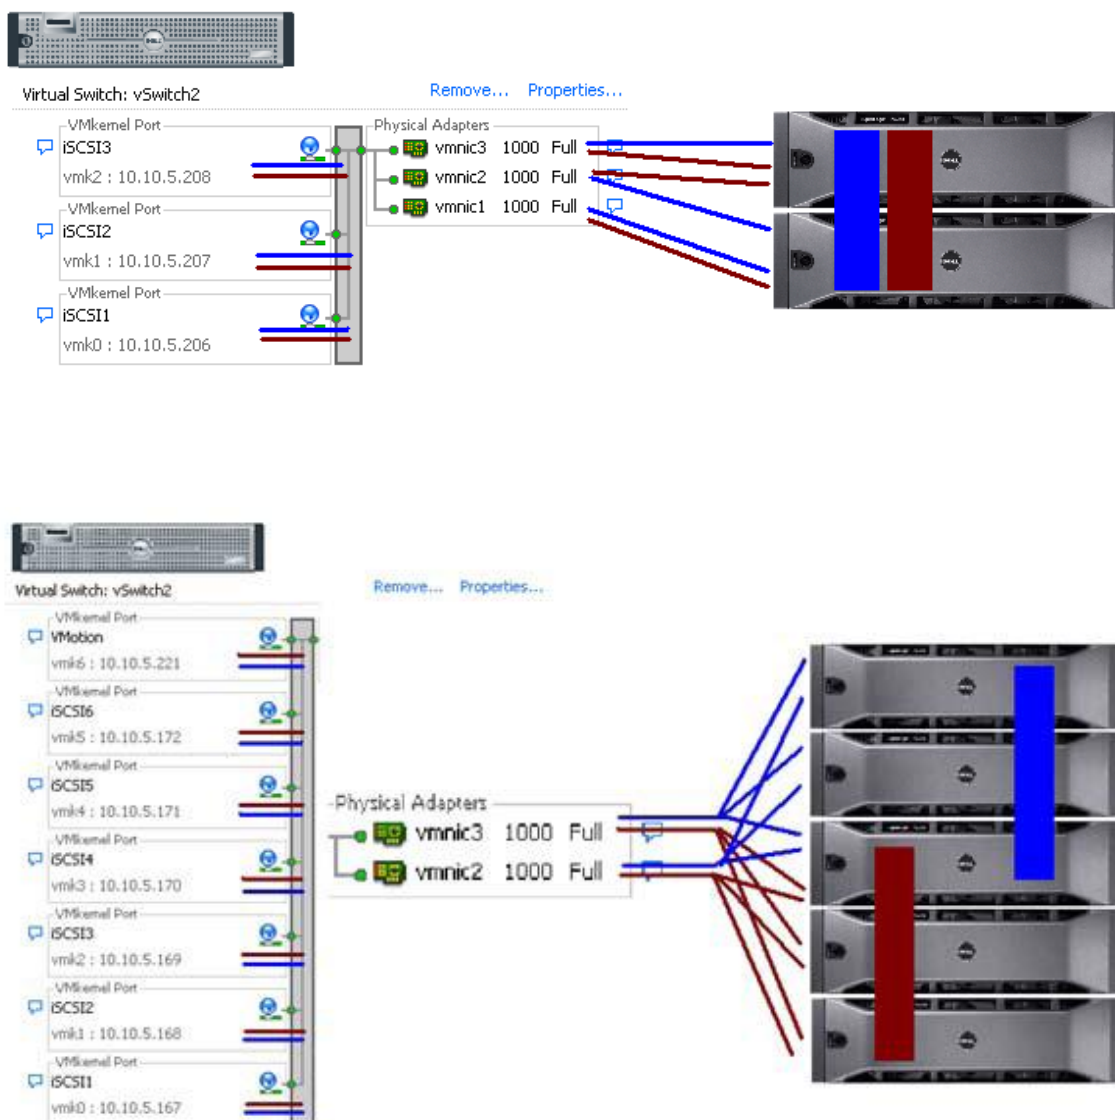 Virtual Switch: vSwitch2
Remove... Properties...
VMkernel Port
iSCSI3
vmk2 : 10.10.5.208
VMkernel Port
iSCSI2
vmk1 : 10.10.5.207
VMkernel Port
iSCSI1
vmk0 : 10.10.5.206
Physical Adapters
vmnic3 1000 Full
vmnic2 1000 Full
vmnic1 1000 Full
Virtual Switch: vSwitch2
Remove... Properties...
VMkernel Port
VMotion
vmk6 : 10.10.5.221
VMkernel Port
iSCSI6
vmk5 : 10.10.5.172
VMkernel Port
iSCSI5
vmk4 : 10.10.5.171
VMkernel Port
iSCSI4
vmk3 : 10.10.5.170
VMkernel Port
iSCSI3
vmk2 : 10.10.5.169
VMkernel Port
iSCSI2
vmk1 : 10.10.5.168
VMkernel Port
iSCSI1
vmk0 : 10.10.5.167
Physical Adapters
vmnic3 1000 Full
vmnic2 1000 Full